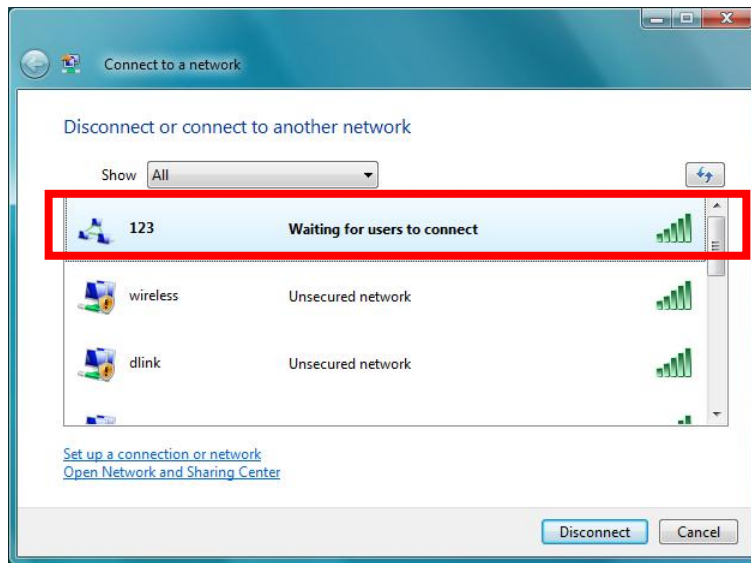 Connect to a network
Disconnect or connect to another network
Show All
123 Waiting for users to connect
wireless Unsecured network
dlink Unsecured network
Set up a connection or network
Open Network and Sharing Center
Disconnect Cancel